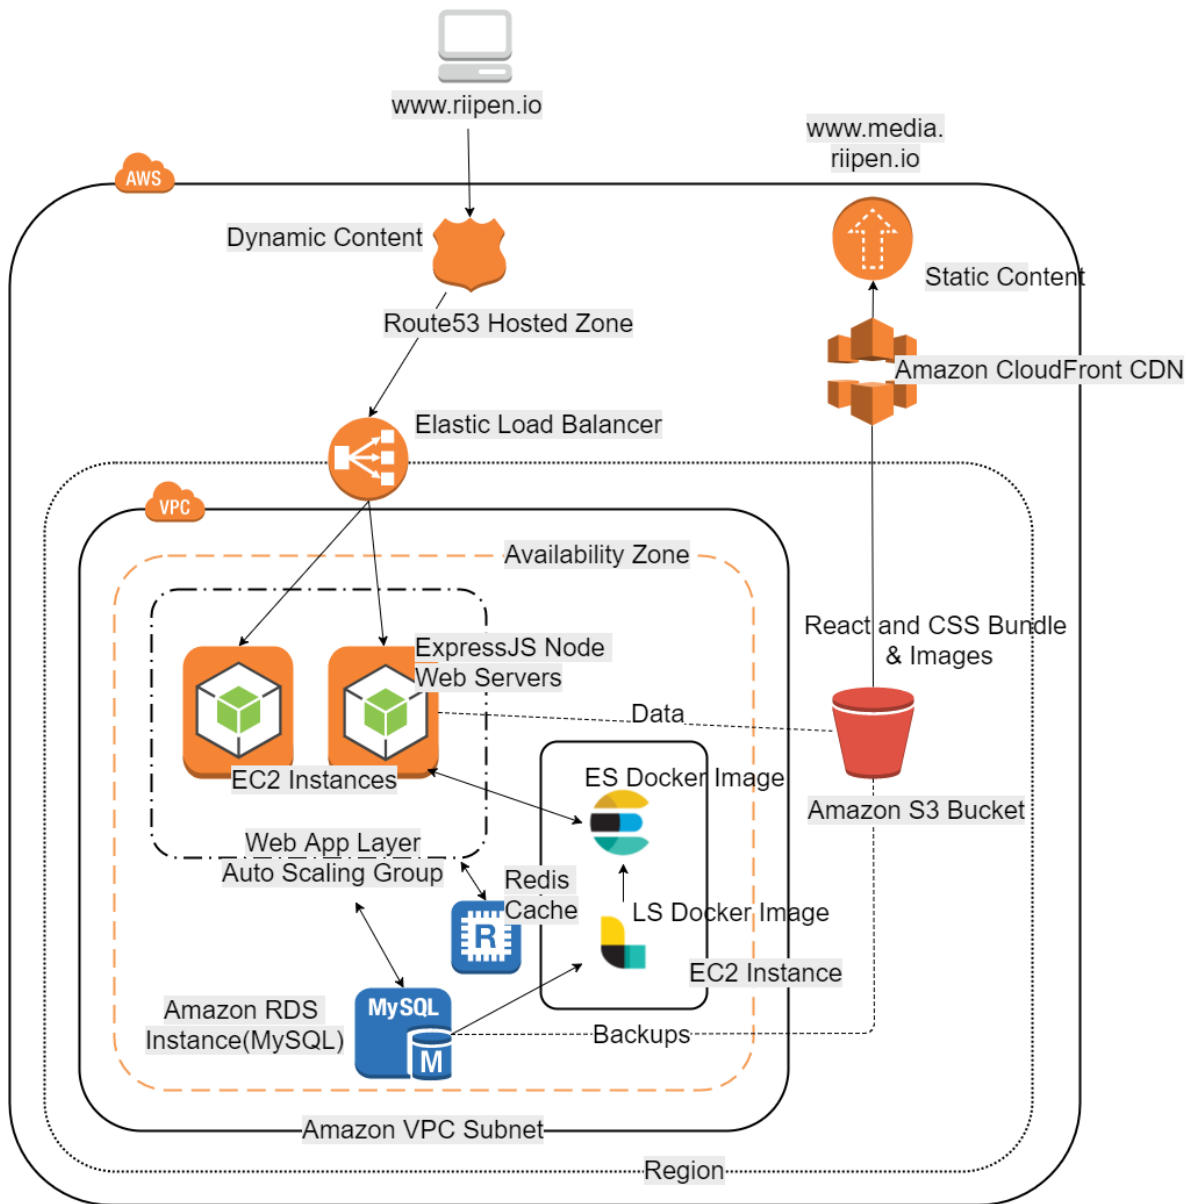 www.riipen.io
www.media.
riipen.io
AWS
Dynamic Content
Static Content
Route53 Hosted Zone
Amazon CloudFront CDN
Elastic Load Balancer
VPC
Availability Zone
React and CSS Bundle
& Images
ExpressJS Node
Web Servers
Data
EC2 Instances
ES Docker Image
Amazon S3 Bucket
Web App Layer
Auto Scaling Group
Redis
Cache
LS Docker Image
R
EC2 Instance
Amazon RDS
Instance(MySQL)
MySQL
M
Backups
Amazon VPC Subnet
Region